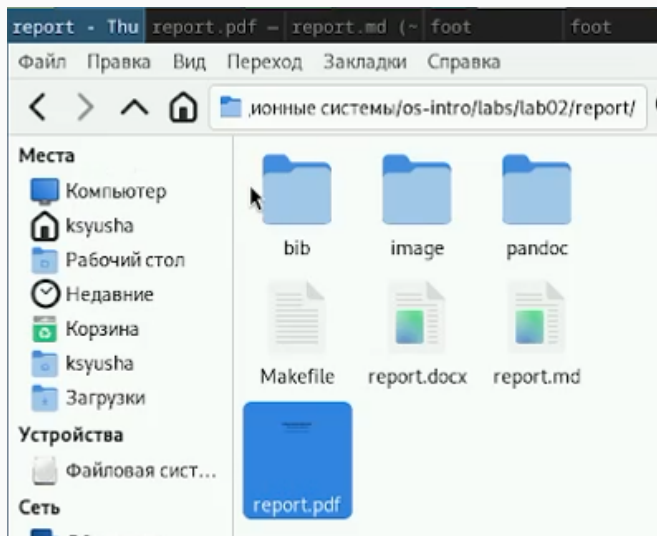 report - Thu report.pdf — report.md (~ foot foot
Файл Правка Вид Переход Закладки Справка
ионные системы/os-intro/labs/lab02/report/
Места
Компьютер
ksyusha
Рабочий стол
Недавние
Корзина
ksyusha
Загрузки
Устройства
Файловая сист...
Сеть
bib image pandoc
Makefile report.docx report.md
report.pdf